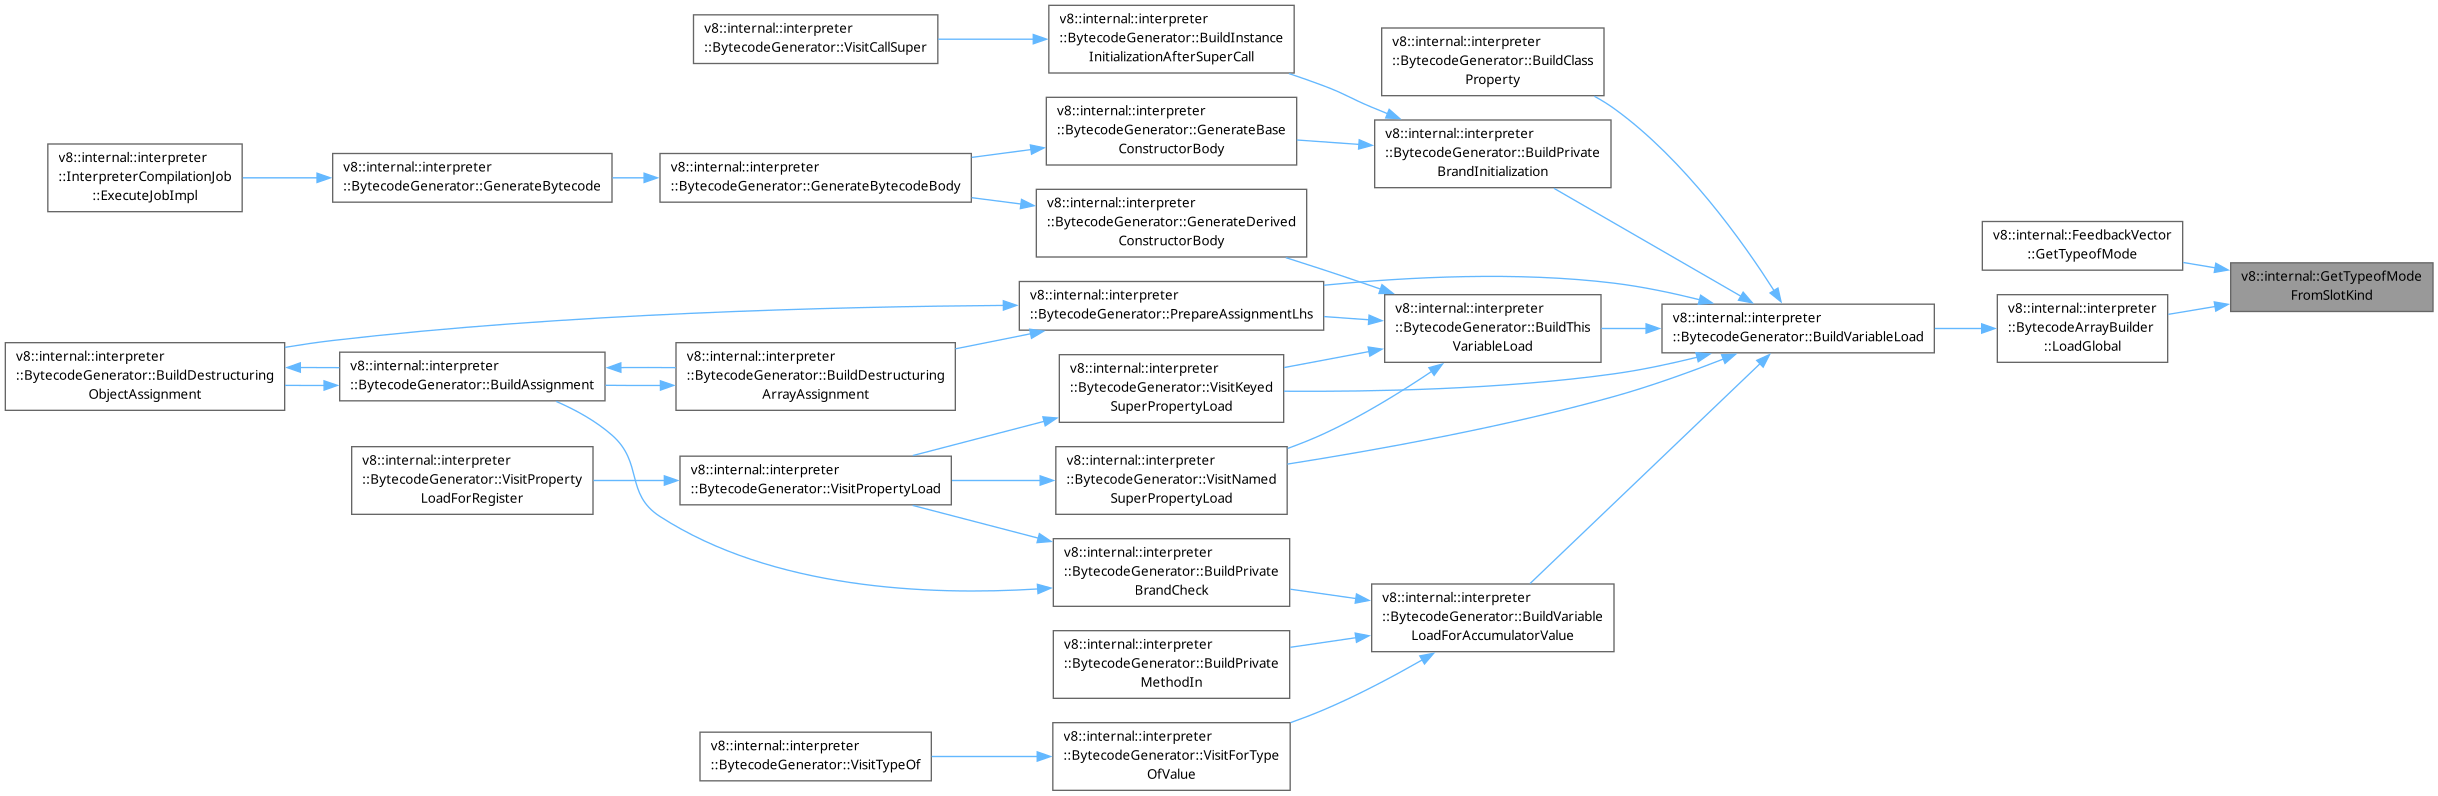 v8::internal::interpreter
::BytecodeGenerator::VisitCallSuper
v8::internal::interpreter
::BytecodeGenerator::BuildInstance
InitializationAfterSuperCall
v8::internal::interpreter
::BytecodeGenerator::BuildClass
Property
v8::internal::interpreter
::BytecodeGenerator::GenerateBase
ConstructorBody
v8::internal::interpreter
::BytecodeGenerator::BuildPrivate
BrandInitialization
v8::internal::interpreter
::InterpreterCompilationJob
::ExecuteJobImpl
v8::internal::interpreter
::BytecodeGenerator::GenerateBytecode
v8::internal::interpreter
::BytecodeGenerator::GenerateBytecodeBody
v8::internal::interpreter
::BytecodeGenerator::GenerateDerived
ConstructorBody
v8::internal::FeedbackVector
::GetTypeofMode
v8::internal::GetTypeofMode
FromSlotKind
v8::internal::interpreter
::BytecodeGenerator::PrepareAssignmentLhs
v8::internal::interpreter
::BytecodeGenerator::BuildThis
VariableLoad
v8::internal::interpreter
::BytecodeGenerator::BuildVariableLoad
v8::internal::interpreter
::BytecodeArrayBuilder
::LoadGlobal
v8::internal::interpreter
::BytecodeGenerator::BuildDestructuring
ObjectAssignment
v8::internal::interpreter
::BytecodeGenerator::BuildAssignment
v8::internal::interpreter
::BytecodeGenerator::BuildDestructuring
ArrayAssignment
v8::internal::interpreter
::BytecodeGenerator::VisitKeyed
SuperPropertyLoad
v8::internal::interpreter
::BytecodeGenerator::VisitProperty
LoadForRegister
v8::internal::interpreter
::BytecodeGenerator::VisitPropertyLoad
v8::internal::interpreter
::BytecodeGenerator::VisitNamed
SuperPropertyLoad
v8::internal::interpreter
::BytecodeGenerator::BuildPrivate
BrandCheck
v8::internal::interpreter
::BytecodeGenerator::BuildVariable
LoadForAccumulatorValue
v8::internal::interpreter
::BytecodeGenerator::BuildPrivate
MethodIn
v8::internal::interpreter
::BytecodeGenerator::VisitTypeOf
v8::internal::interpreter
::BytecodeGenerator::VisitForType
OfValue